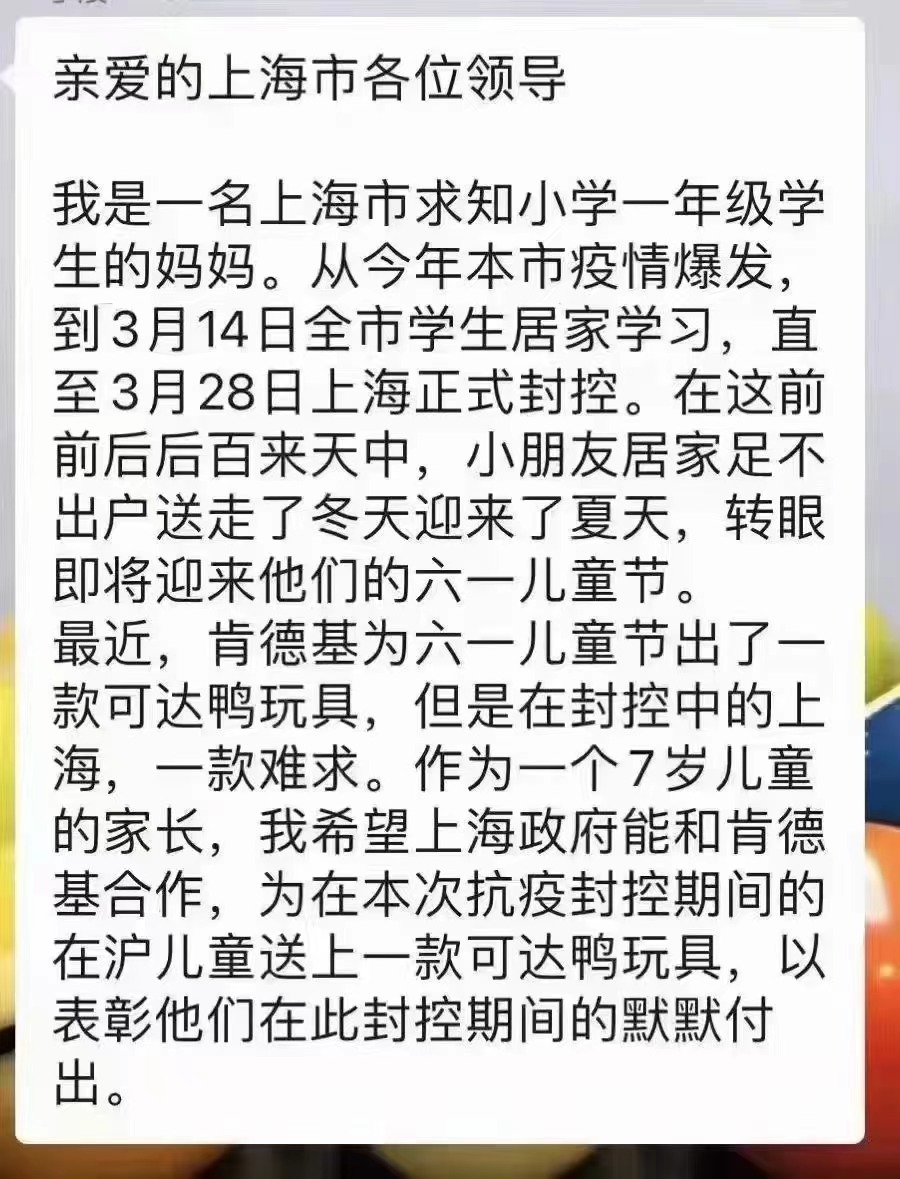 亲爱的上海市各位领导
我是一名上海市求知小学一年级学
生的妈妈。从今年本市疫情爆发，
到3月14日全市学生居家学习，直
至3月28日上海正式封控。在这前
前后后百来天中，小朋友居家足不
出户送走了冬天迎来了夏天，转眼
即将迎来他们的六一儿童节。
最近，肯德基为六一儿童节出了一
款可达鸭玩具，但是在封控中的上
海，一款难求。作为一个7岁儿童
的家长，我希望上海政府能和肯德
基合作，为在本次抗疫封控期间的
在沪儿童送上一款可达鸭玩具，以
表彰他们在此封控期间的默默付
出。